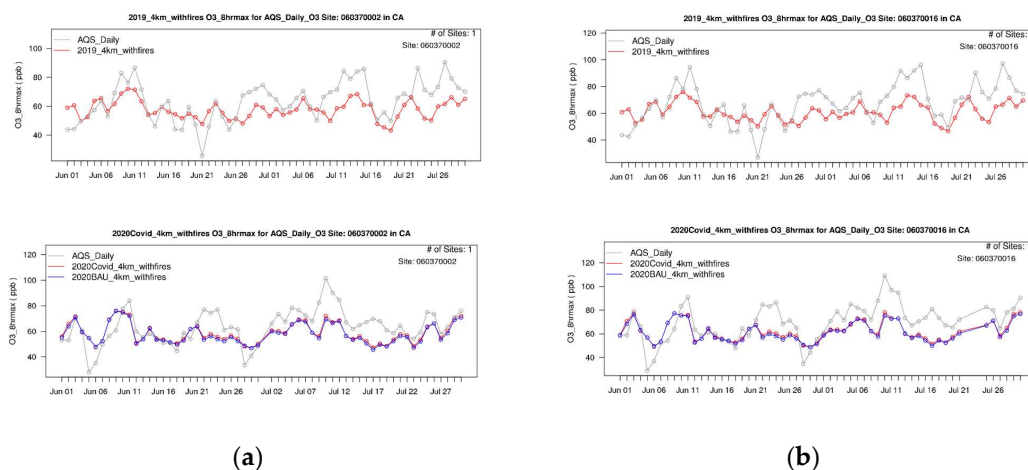 2019_4km_withfires O3_8hrmax for AQS_Daily_O3 Site: 060370002 in CA
# of Sites: 1
AQS_Daily
2019_4km_withfires
Site: 060370002
O3_8hrmax ( ppb )
100
80
60
40
Jun 01 Jun 06 Jun 11 Jun 16 Jun 21 Jun 26 Jul 01 Jul 06 Jul 11 Jul 16 Jul 21 Jul 26
2019_4km_withfires O3_8hrmax for AQS_Daily_O3 Site: 060370016 in CA
# of Sites:
AQS_Daily
2019_4km_withfires
Site: 060370016
O3_8hrmax ( ppb )
100
80
60
40
Jun 01 Jun 06 Jun 11 Jun 16 Jun 21 Jun 26 Jul 01 Jul 06 Jul 11 Jul 16 Jul 21 Jul 26
2020Covid_4km_withfires O3_8hrmax for AQS_Daily_O3 Site: 060370002 in CA
# of Sites: 1
AQS_Daily
2020Covid_4km_withfires
2020BAU_4km_withfires
Site: 060370002
O3_8hrmax ( ppb )
120
100
80
60
40
Jun 01 Jun 06 Jun 11 Jun 16 Jun 21 Jun 26 Jul 02 Jul 07 Jul 12 Jul 17 Jul 22 Jul 27
2020Covid_4km_withfires O3_8hrmax for AQS_Daily_O3 Site: 060370016 in CA
# of Sites:
AQS_Daily
2020Covid_4km_withfires
2020BAU_4km_withfires
Site: 060370016
O3_8hrmax ( ppb )
120
100
80
60
40
Jun 01 Jun 06 Jun 11 Jun 16 Jun 21 Jun 26 Jul 01 Jul 06 Jul 11 Jul 16 Jul 21 Jul 28
(a)
(b)